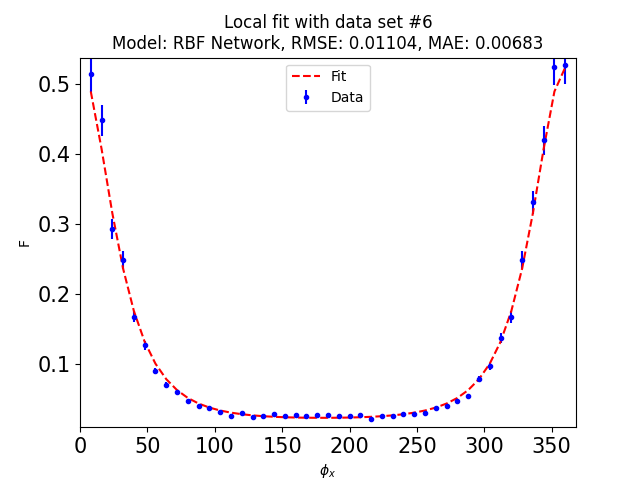 Local fit with data set #6
Model: RBF Network, RMSE: 0.01104, MAE: 0.00683
Fit
Data
F
0.5
0.4
0.3
0.2
0.1
0 50 100 150 200 250 300 350
ϕx